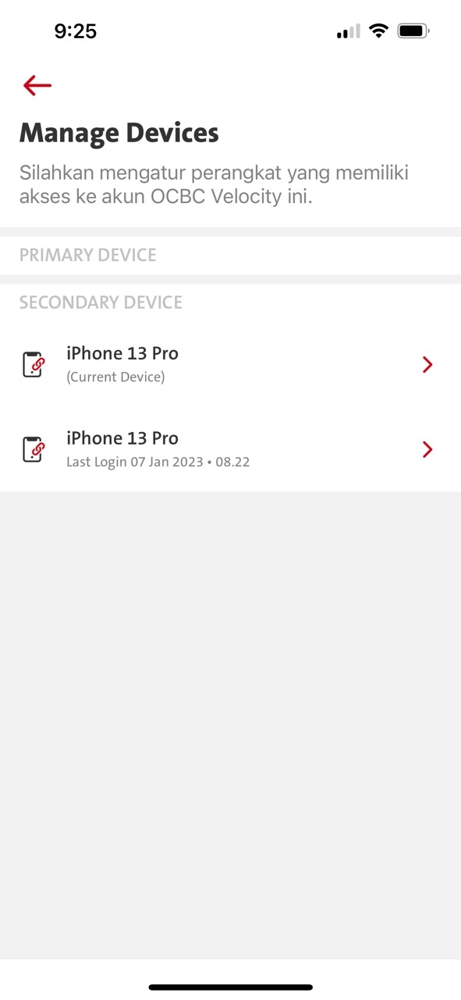 9:25
Manage Devices
Silahkan mengatur perangkat yang memiliki
akses ke akun OCBC Velocity ini.
PRIMARY DEVICE
SECONDARY DEVICE
iPhone 13 Pro
(Current Device)
iPhone 13 Pro
Last Login 07 Jan 2023 • 08.22